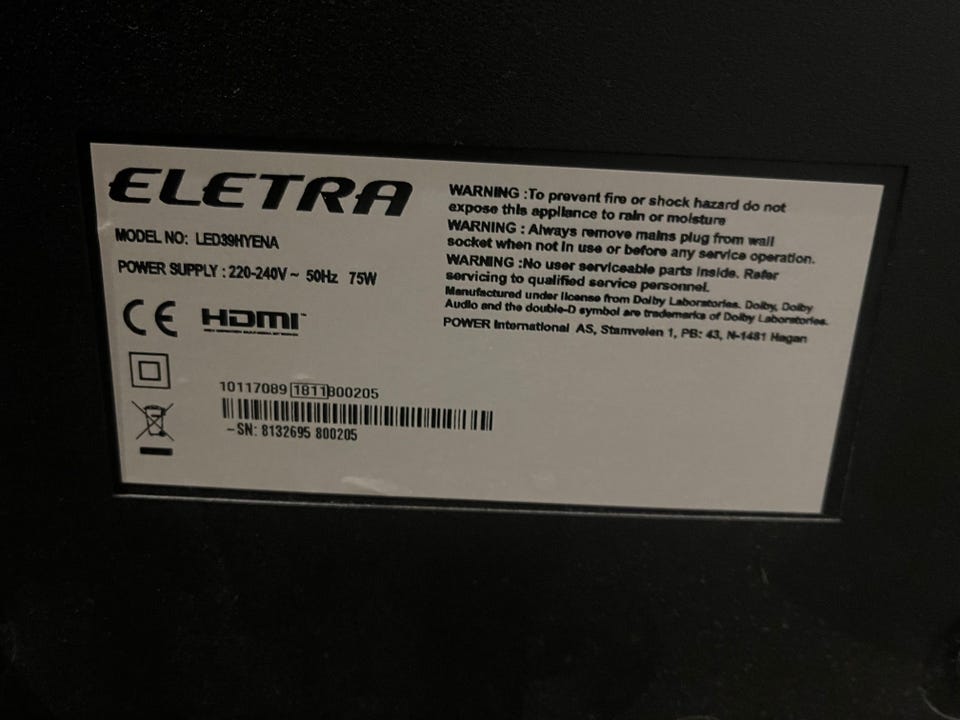 ELETRA
MODEL NO: LED39HYENA
POWER SUPPLY : 220-240V ~ 50Hz 75W
CE HDMI™
10117089 1811800205
-SN: 8132695 800205
WARNING :To prevent fire or shock hazard do not
expose this appliance to rain or moisture
WARNING : Always remove mains plug from wall
socket when not in use or before any service operation.
WARNING :No user serviceable parts inside. Refer
servicing to qualified service personnel.
Manufactured under license from Dolby Laboratories. Dolby, Dolby
Audio and the double-D symbol are trademarks of Dolby Laboratories.
POWER International AS, Stamveien 1, PB: 43, N-1481 Hagan